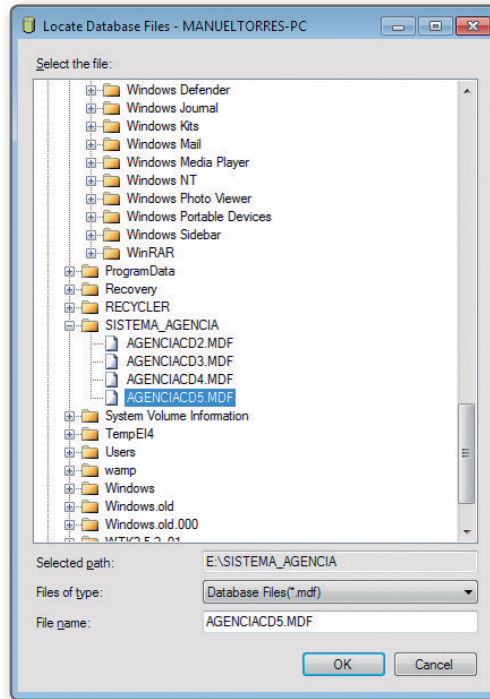 Locate Database Files - MANUELTORRES-PC
Select the file:
Windows Defender
Windows Journal
Windows Kits
Windows Mail
Windows Media Player
Windows NT
Windows Photo Viewer
Windows Portable Devices
Windows Sidebar
WinRAR
ProgramData
Recovery
RECYCLER
SISTEMA_AGENCIA
AGENCIACD2.MDF
AGENCIACD3.MDF
AGENCIACD4.MDF
AGENCIACD5.MDF
System Volume Information
TempEI4
Users
wamp
Windows
Windows.old
Windows.old.000
WTK2.5.2_01
Selected path: E:\SISTEMA_AGENCIA
Files of type: Database Files(*.mdf)
File name: AGENCIACD5.MDF
OK Cancel